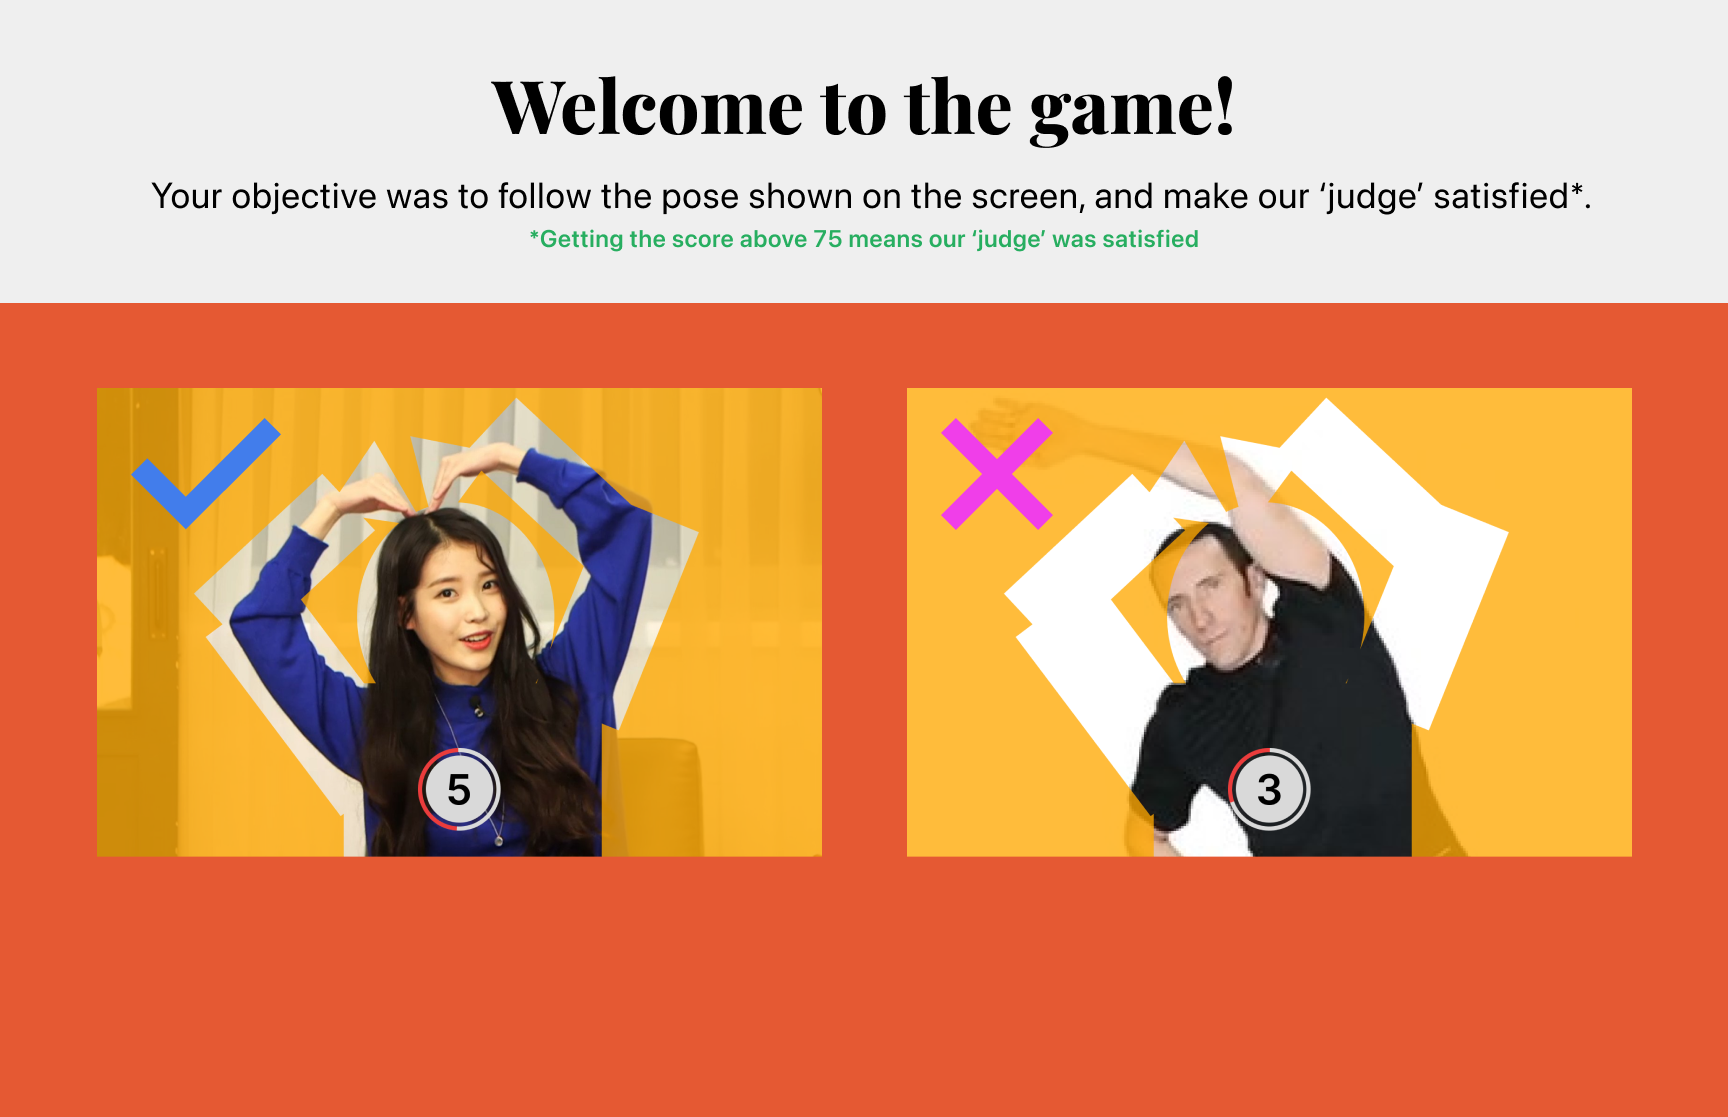 Welcome to the game!
Your objective was to follow the pose shown on the screen, and make our ‘judge’ satisfied*.
*Getting the score above 75 means our ‘judge’ was satisfied
5
3